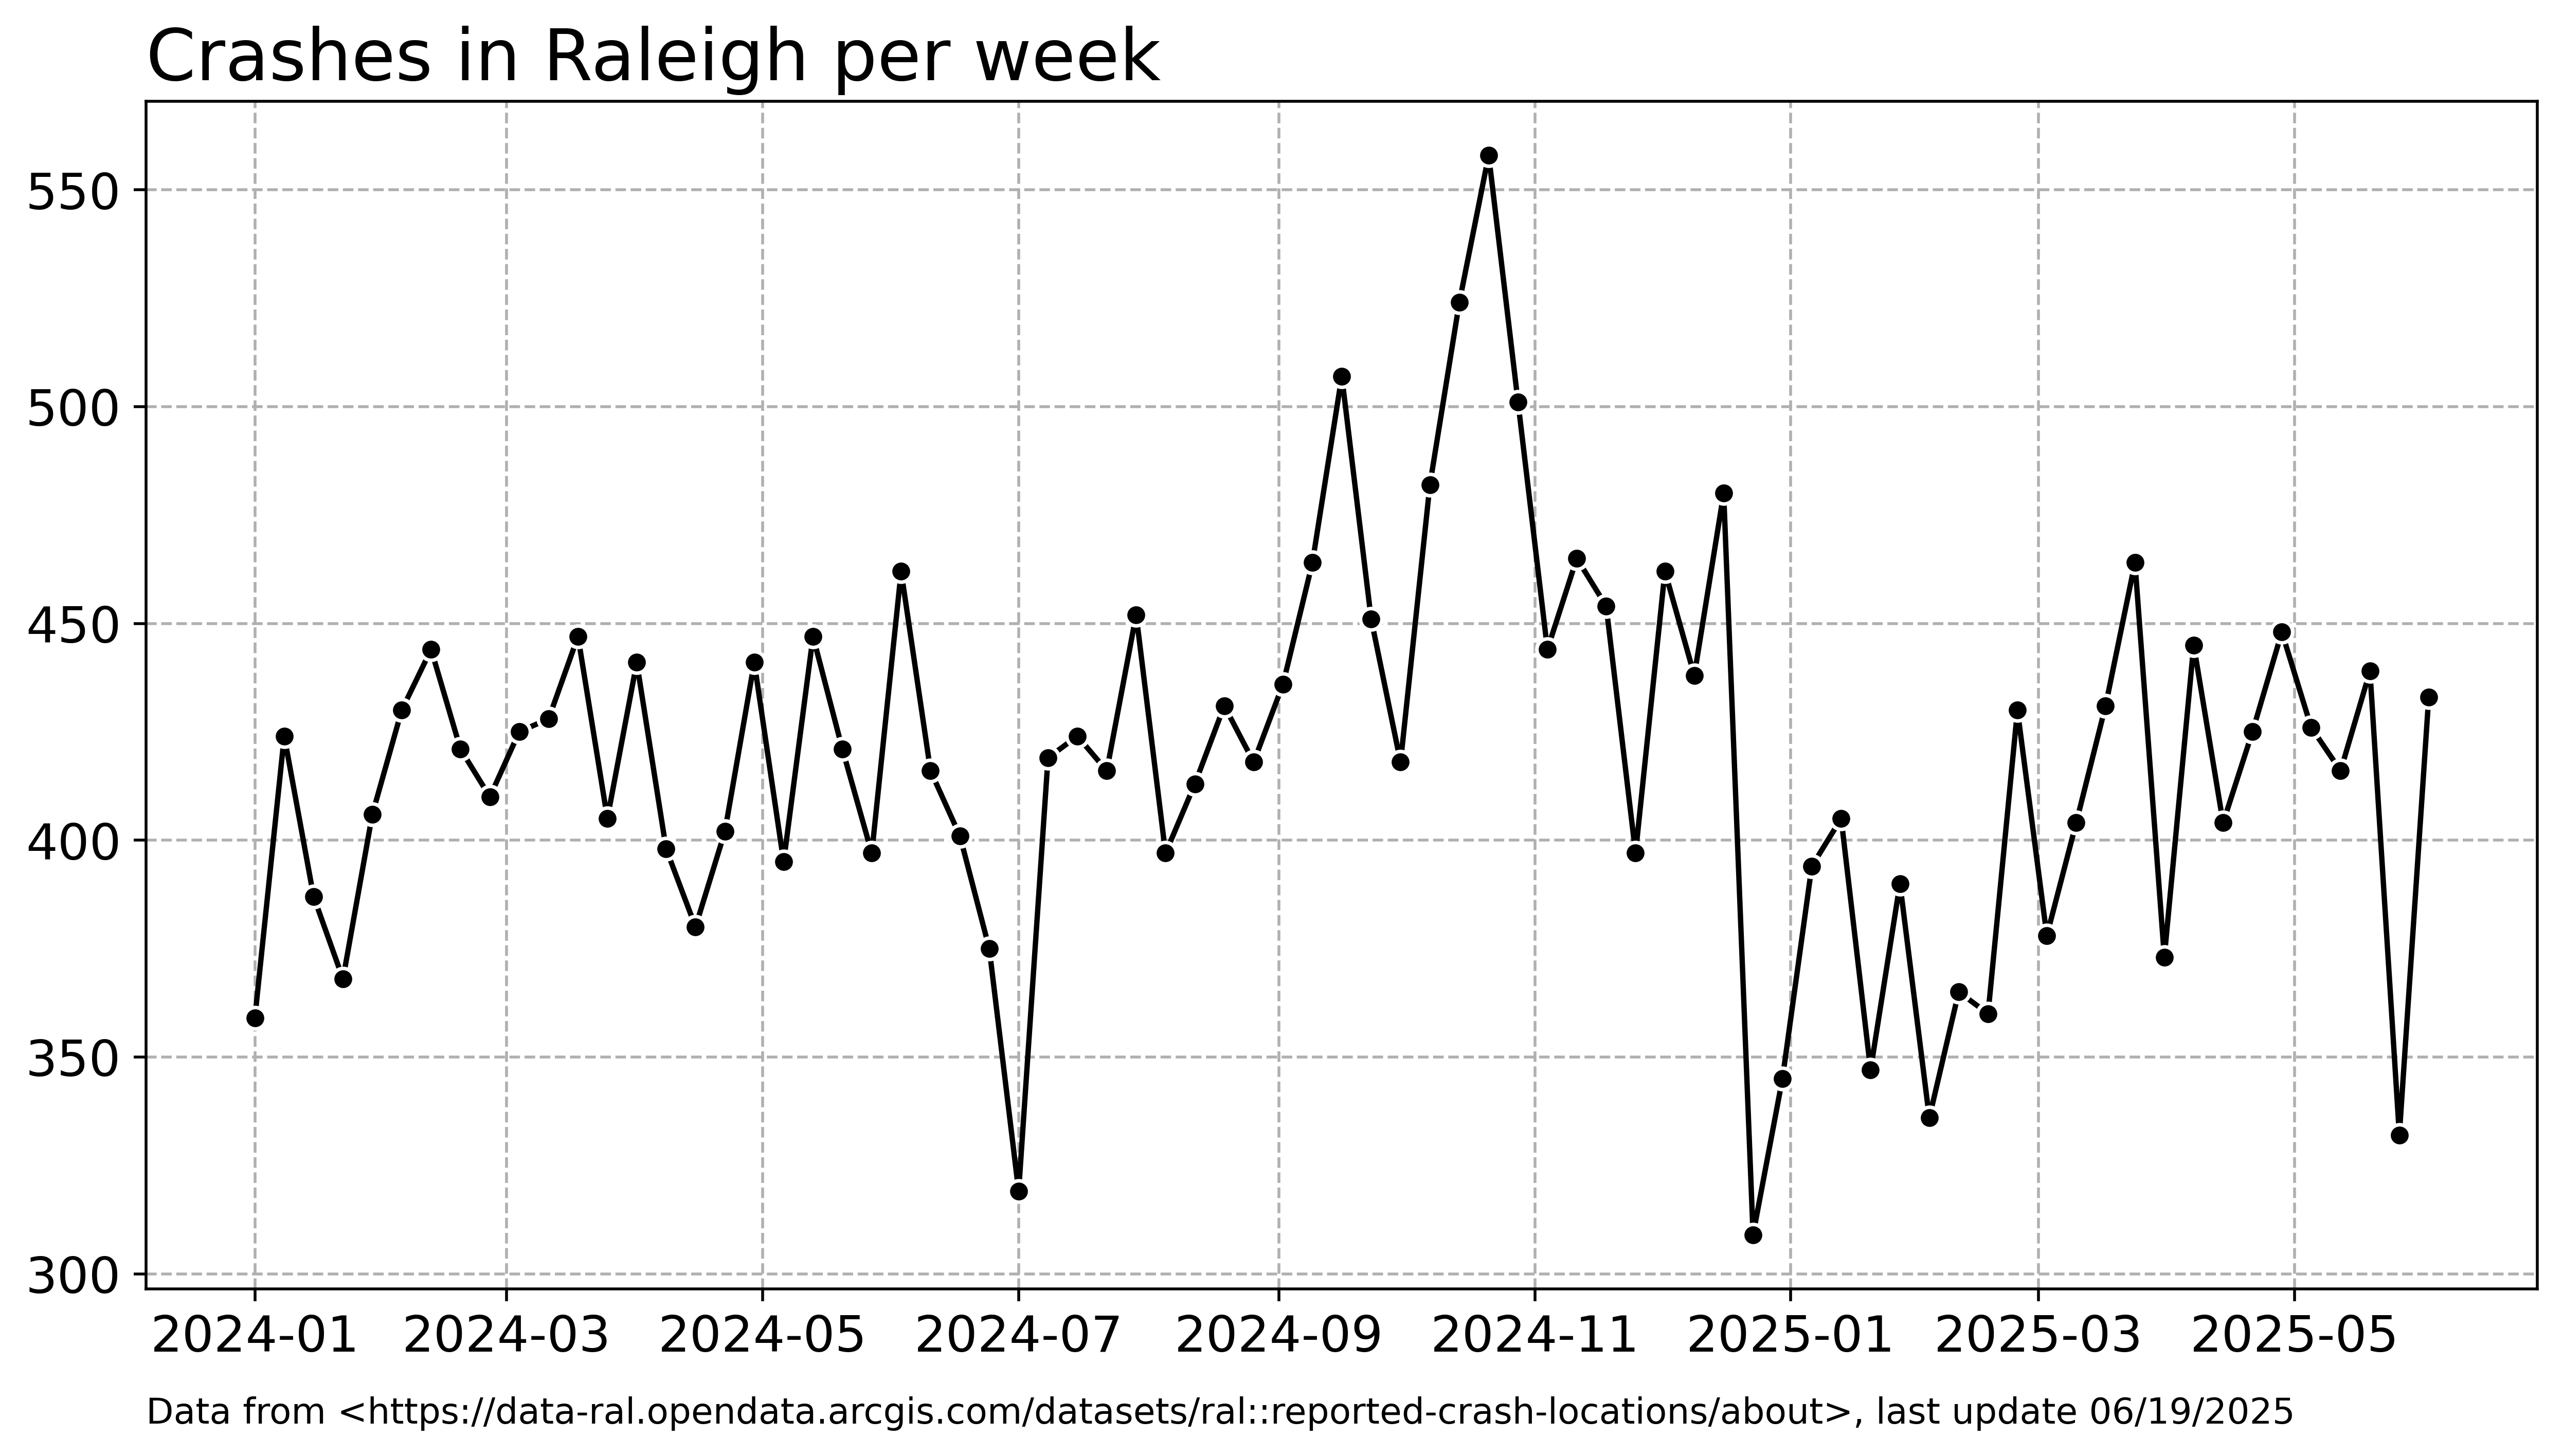 Crashes in Raleigh per week
550
500
450
400
350
300
2024-01 2024-03 2024-05 2024-07 2024-09 2024-11 2025-01 2025-03 2025-05
Data from <https://data-ral.opendata.arcgis.com/datasets/ral::reported-crash-locations/about>, last update 06/19/2025